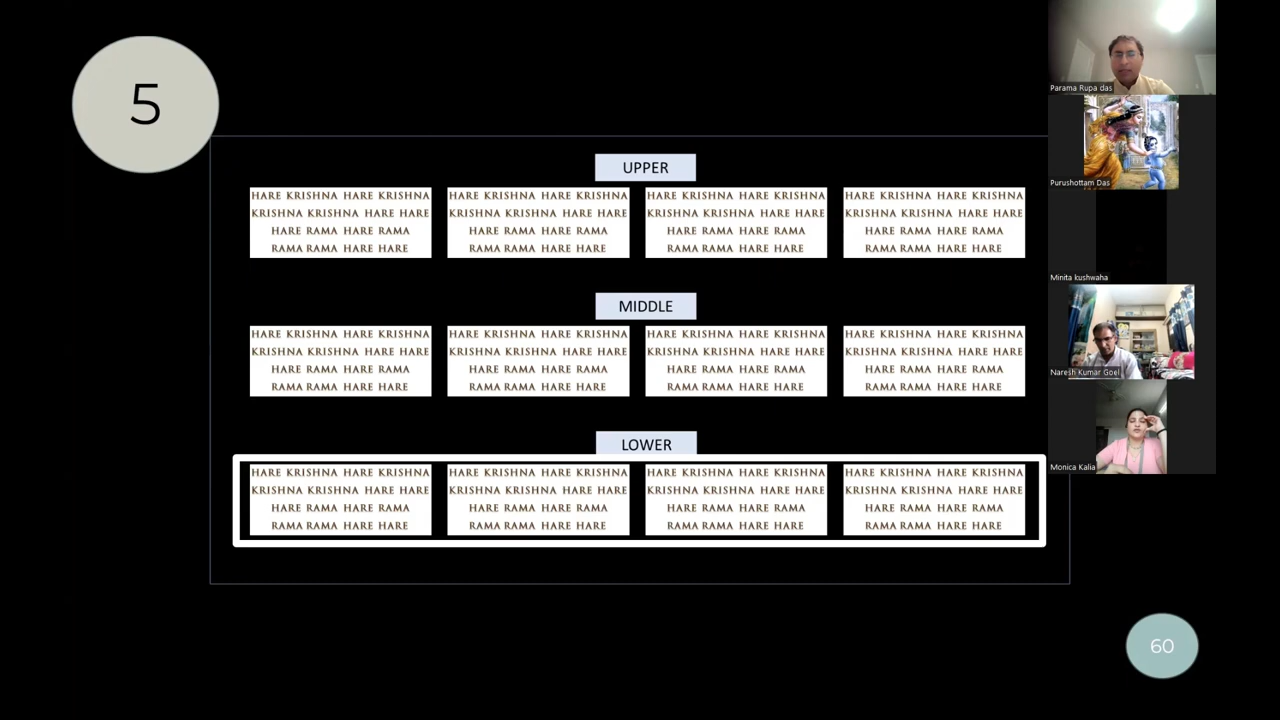 5
UPPER
HARE KRISHNA HARE KRISHNA HARE KRISHNA HARE KRISHNA HARE KRISHNA HARE KRISHNA HARE KRISHNA HARE KRISHNA
KRISHNA KRISHNA HARE HARE KRISHNA KRISHNA HARE HARE KRISHNA KRISHNA HARE HARE KRISHNA KRISHNA HARE HARE
HARE RAMA HARE RAMA HARE RAMA HARE RAMA HARE RAMA HARE RAMA HARE RAMA HARE RAMA
RAMA RAMA HARE HARE RAMA RAMA HARE HARE RAMA RAMA HARE HARE RAMA RAMA HARE HARE
MIDDLE
HARE KRISHNA HARE KRISHNA HARE KRISHNA HARE KRISHNA HARE KRISHNA HARE KRISHNA HARE KRISHNA HARE KRISHNA
KRISHNA KRISHNA HARE HARE KRISHNA KRISHNA HARE HARE KRISHNA KRISHNA HARE HARE KRISHNA KRISHNA HARE HARE
HARE RAMA HARE RAMA HARE RAMA HARE RAMA HARE RAMA HARE RAMA HARE RAMA HARE RAMA
RAMA RAMA HARE HARE RAMA RAMA HARE HARE RAMA RAMA HARE HARE RAMA RAMA HARE HARE
LOWER
HARE KRISHNA HARE KRISHNA HARE KRISHNA HARE KRISHNA HARE KRISHNA HARE KRISHNA HARE KRISHNA HARE KRISHNA
KRISHNA KRISHNA HARE HARE KRISHNA KRISHNA HARE HARE KRISHNA KRISHNA HARE HARE KRISHNA KRISHNA HARE HARE
HARE RAMA HARE RAMA HARE RAMA HARE RAMA HARE RAMA HARE RAMA HARE RAMA HARE RAMA
RAMA RAMA HARE HARE RAMA RAMA HARE HARE RAMA RAMA HARE HARE RAMA RAMA HARE HARE
60
Parama Rupa das
Purushottam Das
Minita kushwaha
Naresh Kumar Goel
Monica Kalia